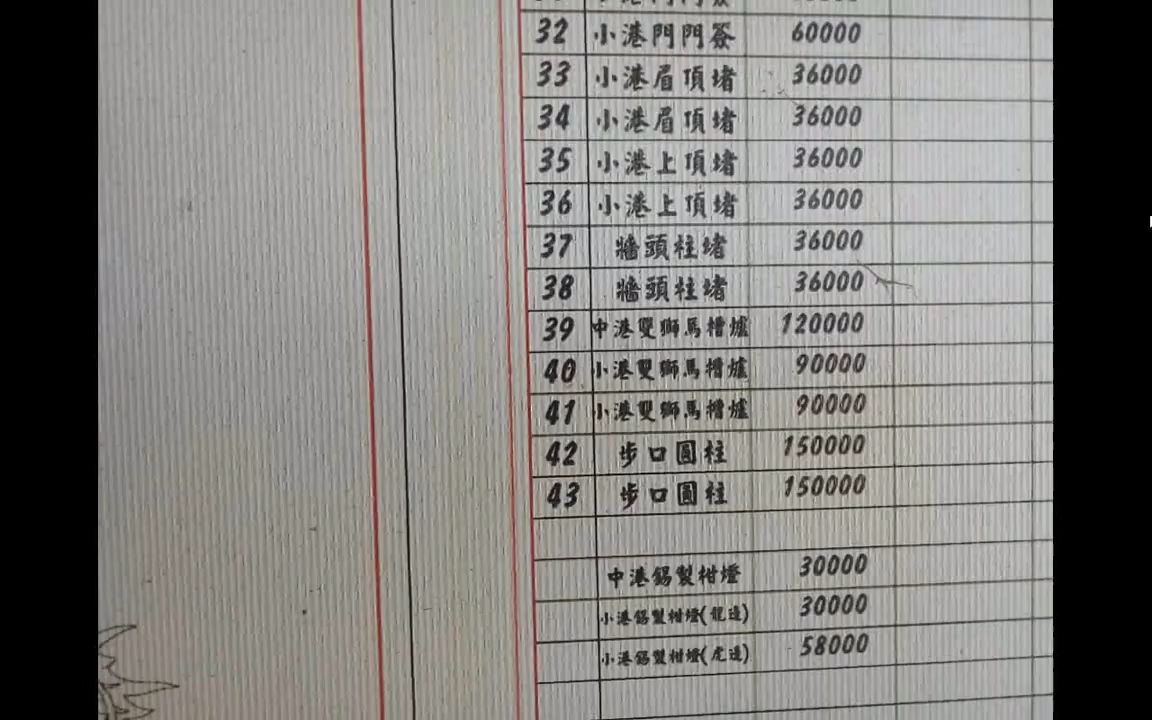 32 小港門門簽 60000
33 小港眉頂堵 36000
34 小港眉頂堵 36000
35 小港上頂堵 36000
36 小港上頂堵 36000
37 牆頭柱堵 36000
38 牆頭柱堵 36000
39 中港雙獅馬槽爐 120000
40 小港雙獅馬槽爐 90000
41 小港雙獅馬槽爐 90000
42 步口圓柱 150000
43 步口圓柱 150000
中港錫製柑燈 30000
小港錫製柑燈(龍邊) 30000
小港錫製柑燈(虎邊) 58000